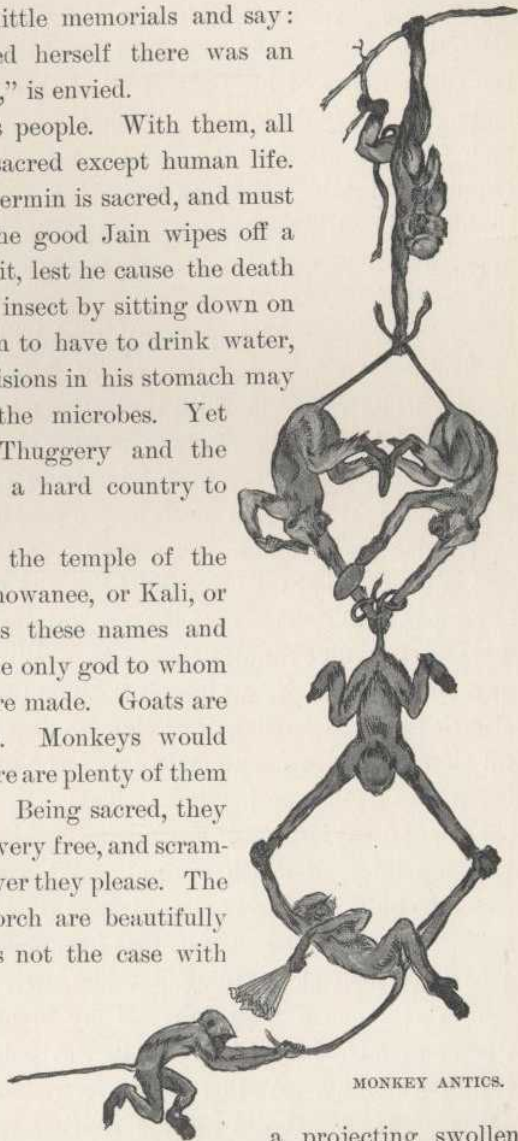 ittle memorials and say:
ed herself there was an
,” is envied.
s people. With them, all
sacred except human life.
ermin is sacred, and must
ne good Jain wipes off a
it, lest he cause the death
insect by sitting down on
n to have to drink water,
isions in his stomach may
the microbes. Yet
Thuggery and the
a hard country to
the temple of the
nowanee, or Kali, or
s these names and
e only god to whom
re made. Goats are
. Monkeys would
re are plenty of them
Being sacred, they
very free, and scram-
ver they please. The
orch are beautifully
s not the case with
MONKEY ANTICS.
a projecting swollen